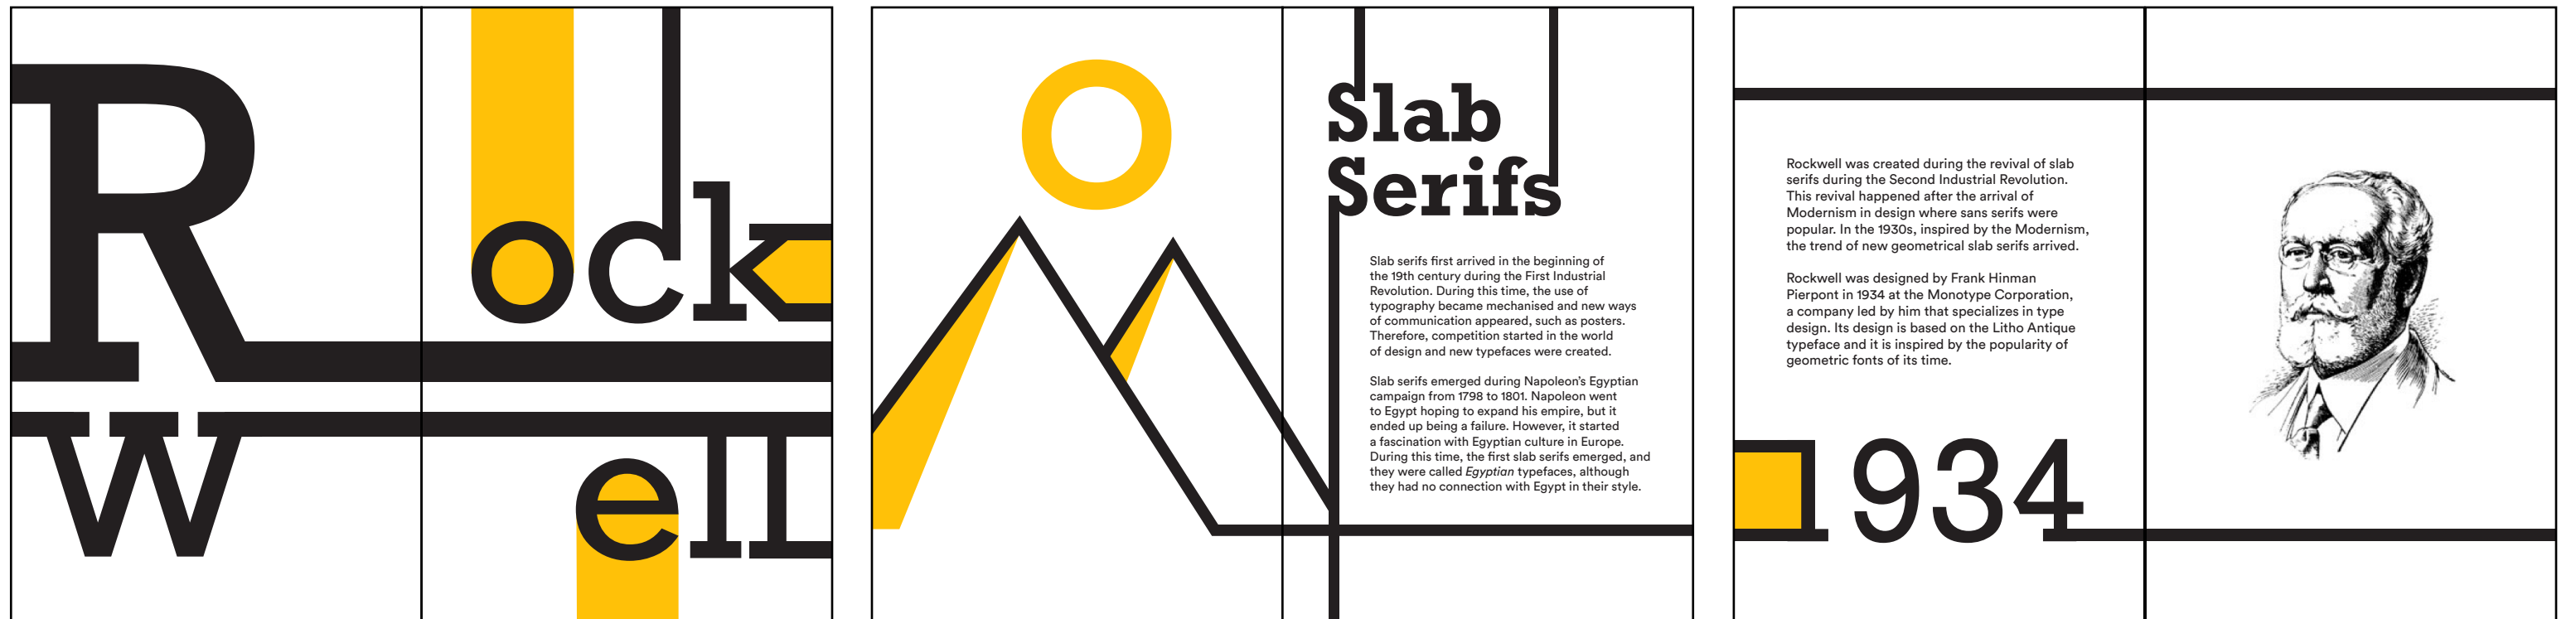 Rock
well
Slab
Serifs
Slab serifs first arrived in the beginning of
the 19th century during the First Industrial
Revolution. During this time, the use of
typography became mechanised and new ways
of communication appeared, such as posters.
Therefore, competition started in the world
of design and new typefaces were created.
Slab serifs emerged during Napoleon's Egyptian
campaign from 1798 to 1801. Napoleon went
to Egypt hoping to expand his empire, but it
ended up being a failure. However, it started
a fascination with Egyptian culture in Europe.
During this time, the first slab serifs emerged, and
they were called Egyptian typefaces, although
they had no connection with Egypt in their style.
Rockwell was created during the revival of slab
serifs during the Second Industrial Revolution.
This revival happened after the arrival of
Modernism in design where sans serifs were
popular. In the 1930s, inspired by the Modernism,
the trend of new geometrical slab serifs arrived.
Rockwell was designed by Frank Hinman
Pierpont in 1934 at the Monotype Corporation,
a company led by him that specializes in type
design. Its design is based on the Litho Antique
typeface and it is inspired by the popularity of
geometric fonts of its time.
1934